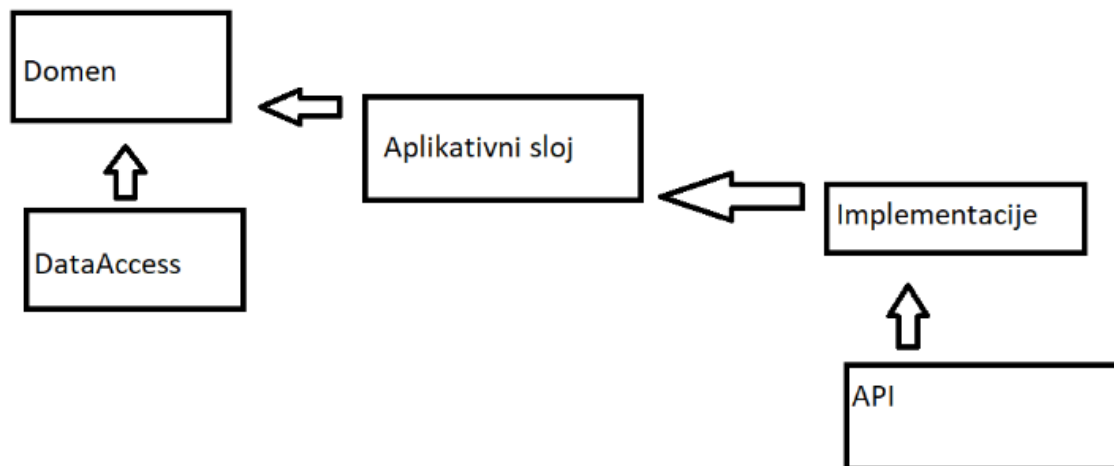 Domen
Aplikativni sloj
Implementacije
DataAccess
API